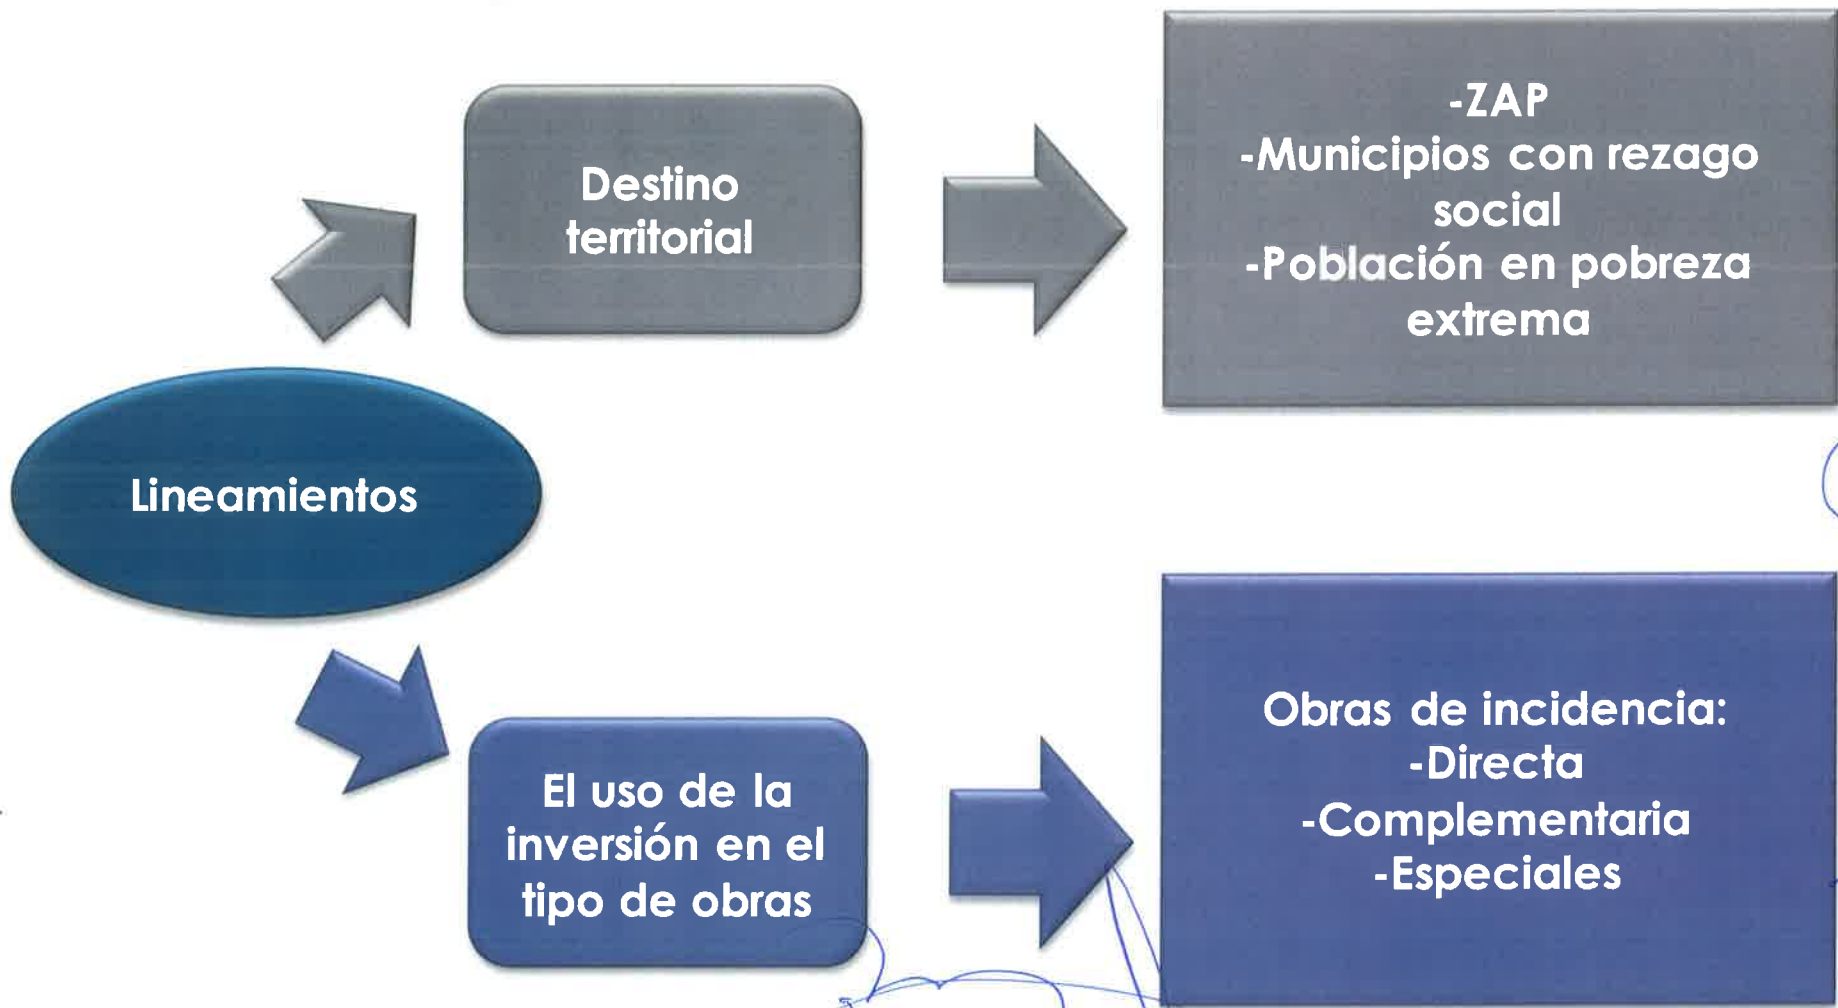 Lineamientos
Destino
territorial
-ZAP
-Municipios con rezago
social
-Población en pobreza
extrema
El uso de la
inversión en el
tipo de obras
Obras de incidencia:
-Directa
-Complementaria
-Especiales